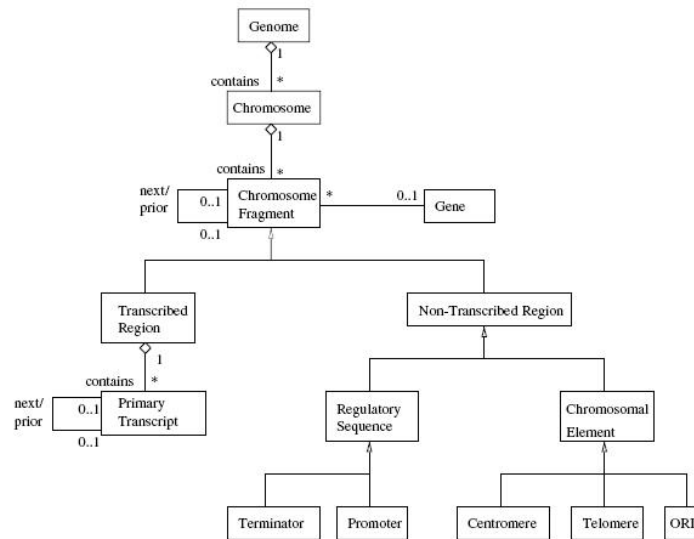 Genome
1
contains *
Chromosome
1
contains *
next/
prior
0..1
0..1
Chromosome
Fragment
*
0..1
Gene
Transcribed
Region
Non-Transcribed Region
1
contains *
next/
prior
0..1
0..1
Primary
Transcript
Regulatory
Sequence
Chromosomal
Element
Terminator
Promoter
Centromere
Telomere